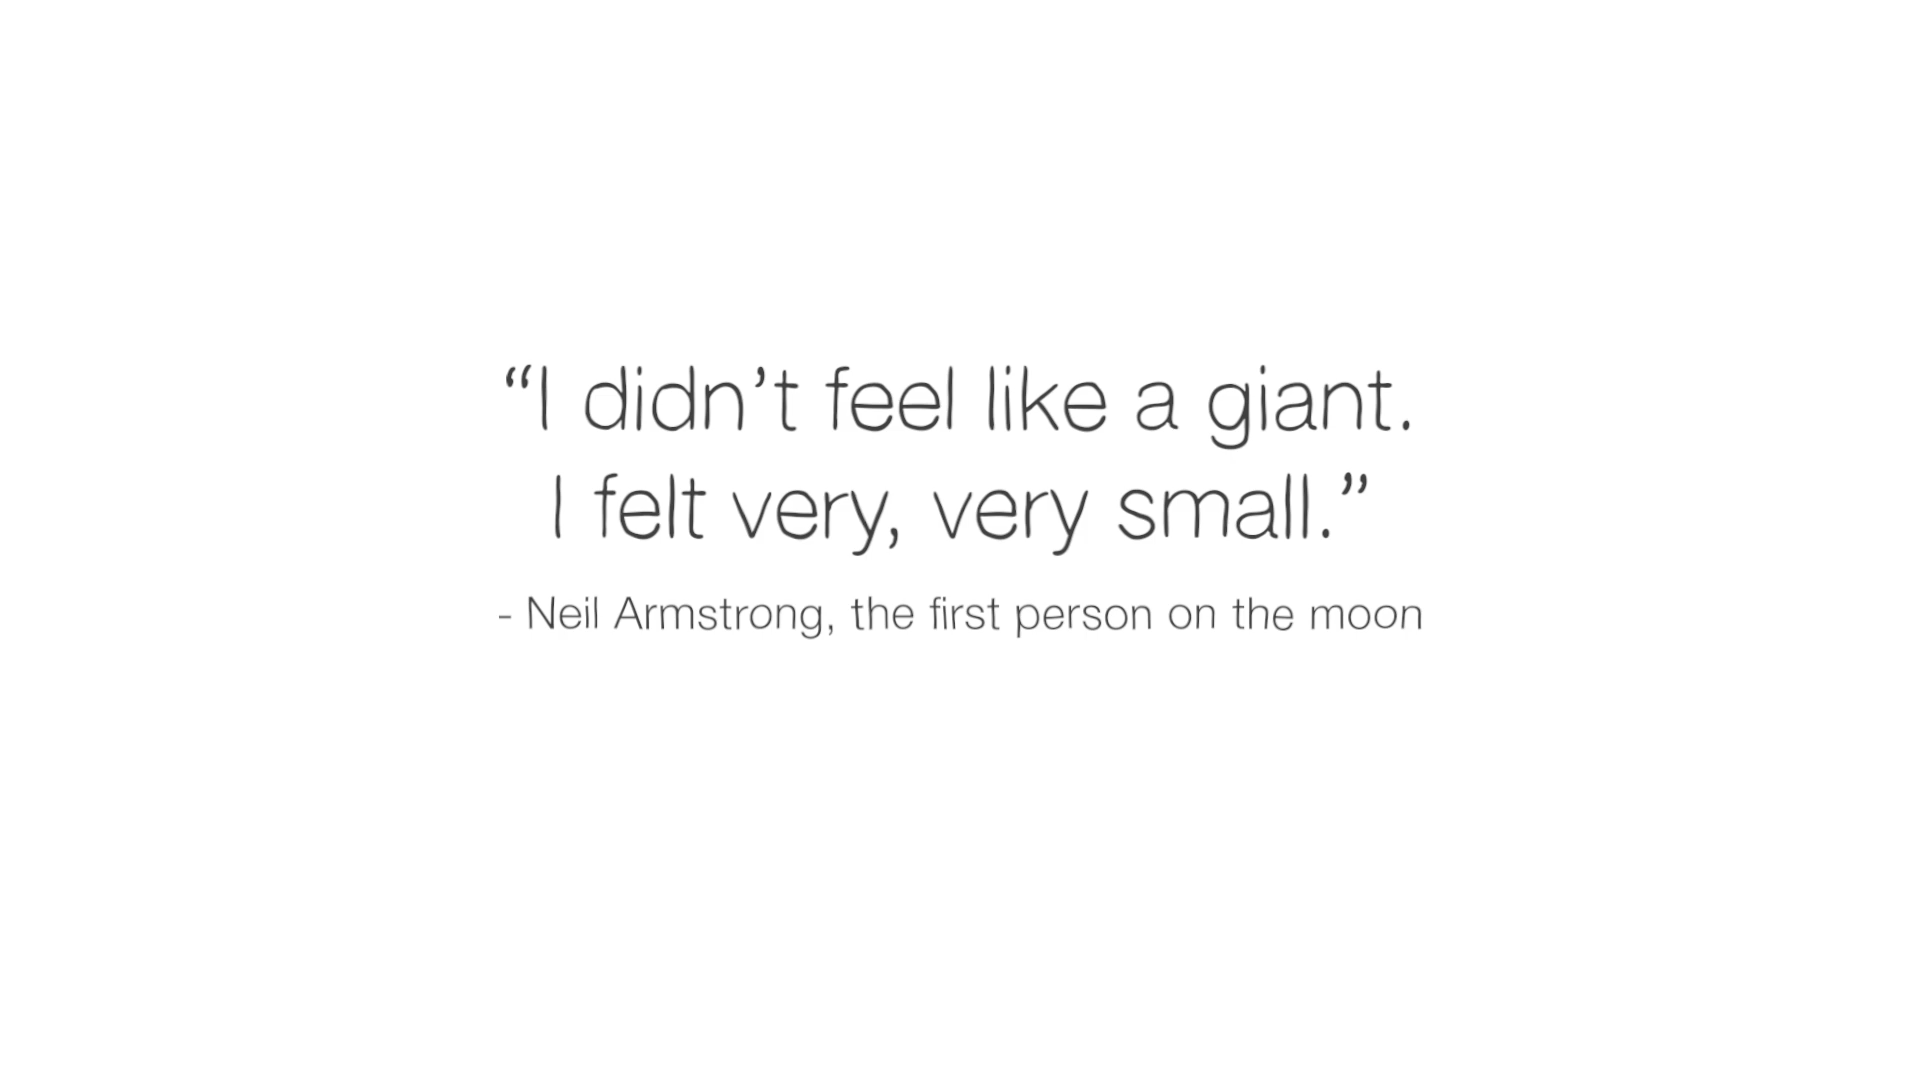 “I didn’t feel like a giant.
I felt very, very small.”
- Neil Armstrong, the first person on the moon